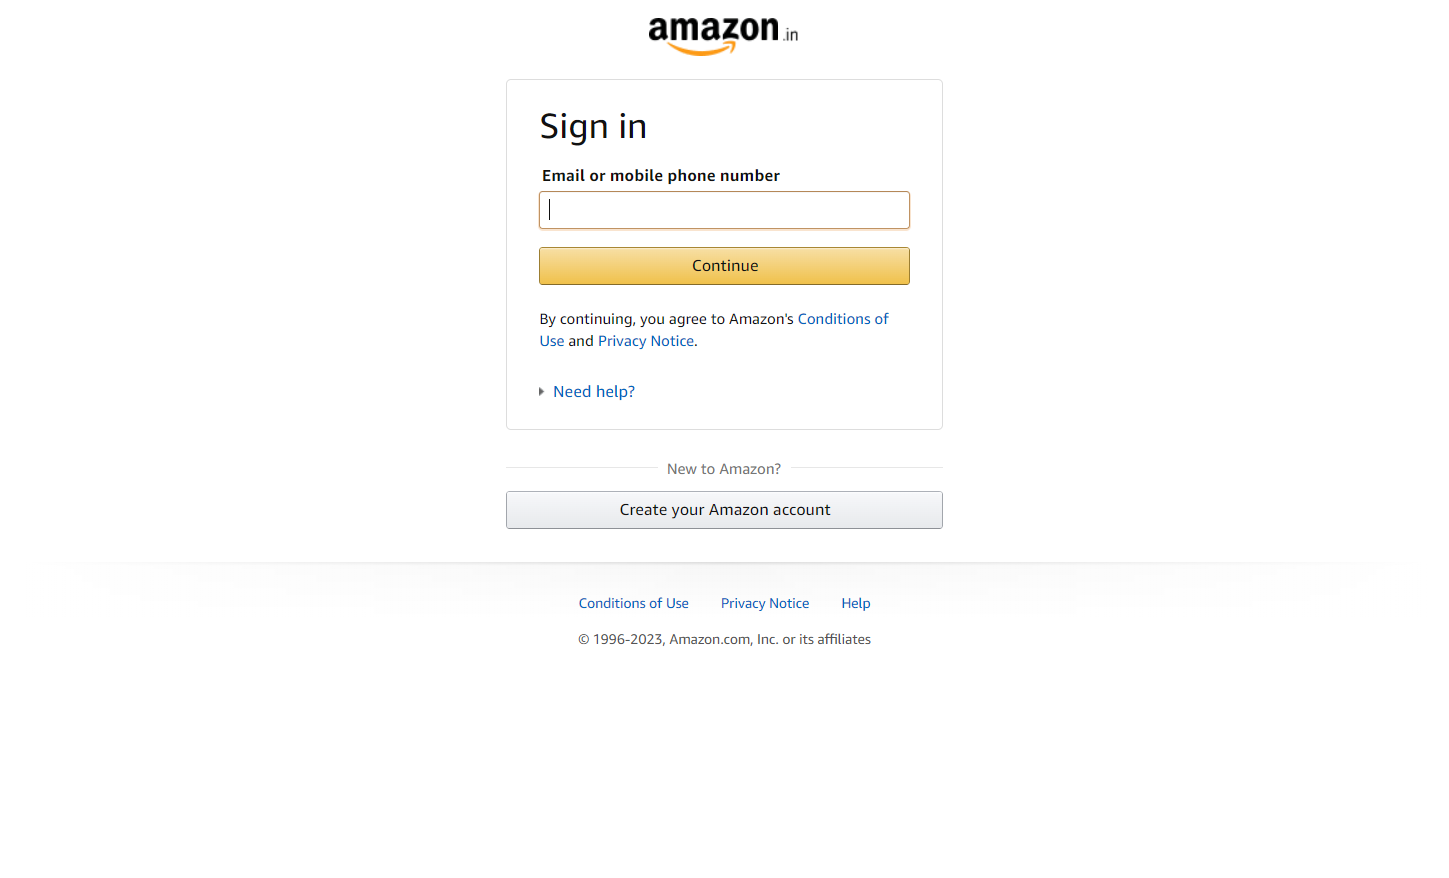 amazon.in
Sign in
Email or mobile phone number
Continue
By continuing, you agree to Amazon's Conditions of
Use and Privacy Notice.
Need help?
New to Amazon?
Create your Amazon account
Conditions of Use Privacy Notice Help
© 1996-2023, Amazon.com, Inc. or its affiliates